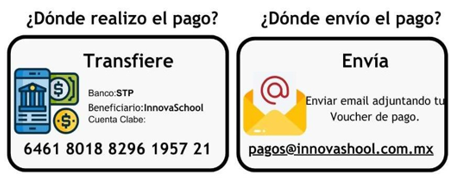 ¿Dónde realizo el pago?
Transfiere
Banco:STP
Beneficiario:InnovaSchool
Cuenta Clabe:
6461 8018 8296 1957 21
¿Dónde envío el pago?
Envía
Enviar email adjuntando tu
Voucher de pago.
pagos@innovashool.com.mx